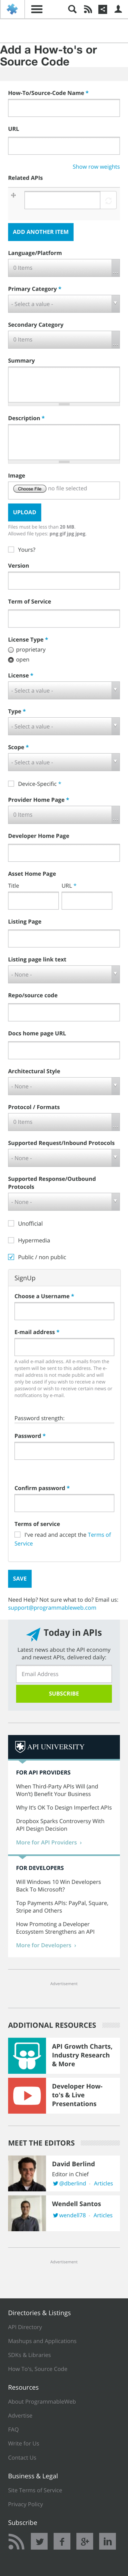 Add a How-to's or
Source Code
How-To/Source-Code Name *
URL
Show row weights
Related APIs
ADD ANOTHER ITEM
Language/Platform
0 items
Primary Category *
- Select a value -
Secondary Category
0 items
Summary
Description *
Image
Choose File no file selected
UPLOAD
Files must be less than 20 MB.
Allowed file types: png gif jpg jpeg.
Yours?
Version
Term of Service
License Type *
proprietary
open
License *
- Select a value -
Type *
- Select a value -
Scope *
- Select a value -
Device-Specific *
Provider Home Page *
0 items
Developer Home Page
Asset Home Page
Title URL *
Listing Page
Listing page link text
- None -
Repo/source code
Docs home page URL
Architectural Style
- None -
Protocol / Formats
0 items
Supported Request/Inbound Protocols
- None -
Supported Response/Outbound
Protocols
- None -
Unofficial
Hypermedia
Public / non public
SignUp
Choose a Username *
E-mail address *
A valid e-mail address. All e-mails from the
system will be sent to this address. The e-mail
address is not made public and will
only be used if you wish to receive a new
password or wish to receive certain news or
notifications by e-mail.
Password strength:
Password *
Confirm password *
Terms of service
I've read and accept the Terms of
Service
SAVE
Need Help? Not sure what to do? Email us:
support@programmableweb.com
Today in APIs
Latest news about the API economy
and newest APIs, delivered daily:
Email Address
SUBSCRIBE
API UNIVERSITY
FOR API PROVIDERS
When Third-Party APIs Will (and
Won't) Benefit Your Business
Why It's OK To Design Imperfect APIs
Dropbox Sparks Controversy With
API Design Decision
More for API Providers ›
FOR DEVELOPERS
Will Windows 10 Win Developers
Back To Microsoft?
Top Payments APIs: PayPal, Square,
Stripe and Others
How Promoting a Developer
Ecosystem Strengthens an API
More for Developers ›
Advertisement
ADDITIONAL RESOURCES
API Growth Charts,
Industry Research
& More
Developer How-
to's & Live
Presentations
MEET THE EDITORS
David Berlind
Editor in Chief
@dberlind - Articles
Wendell Santos
wendell78 - Articles
Advertisement
Directories & Listings
API Directory
Mashups and Applications
SDKs & Libraries
How To's, Source Code
Resources
About ProgrammableWeb
Advertise
FAQ
Write for Us
Contact Us
Business & Legal
Site Terms of Service
Privacy Policy
Subscribe